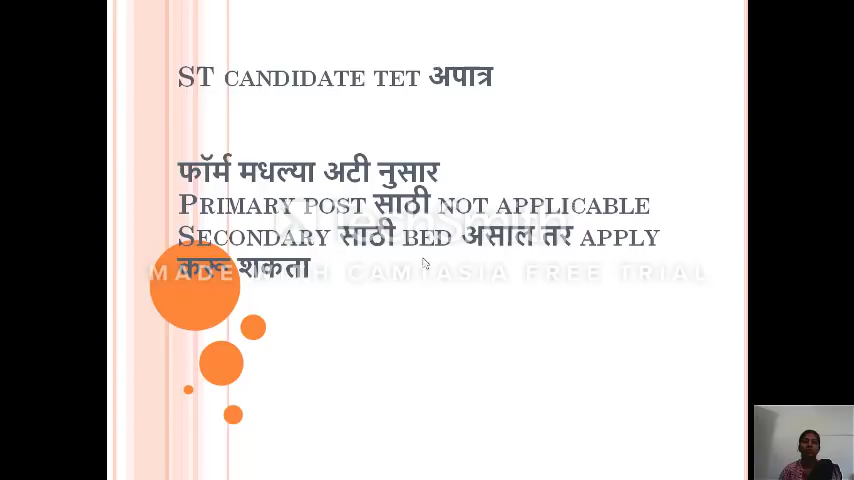 ST CANDIDATE TET अपात्र
फॉर्म मधल्या अटी नुसार
PRIMARY POST साठी NOT APPLICABLE
SECONDARY साठी BED असाल तर APPLY
करू शकता
TechSmith
MADE WITH CAMTASIA FREE TRIAL